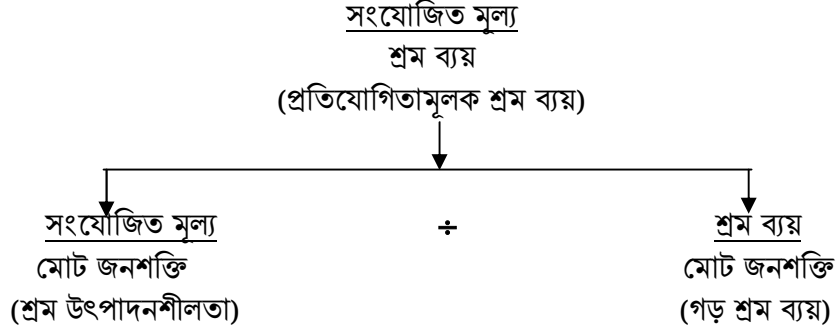 সংযোজিত মূল্য
শ্রম ব্যয়
(প্রতিযোগিতামূলক শ্রম ব্যয়)
সংযোজিত মূল্য ÷ শ্রম ব্যয়
মোট জনশক্তি মোট জনশক্তি
(শ্রম উৎপাদনশীলতা) (গড় শ্রম ব্যয়)